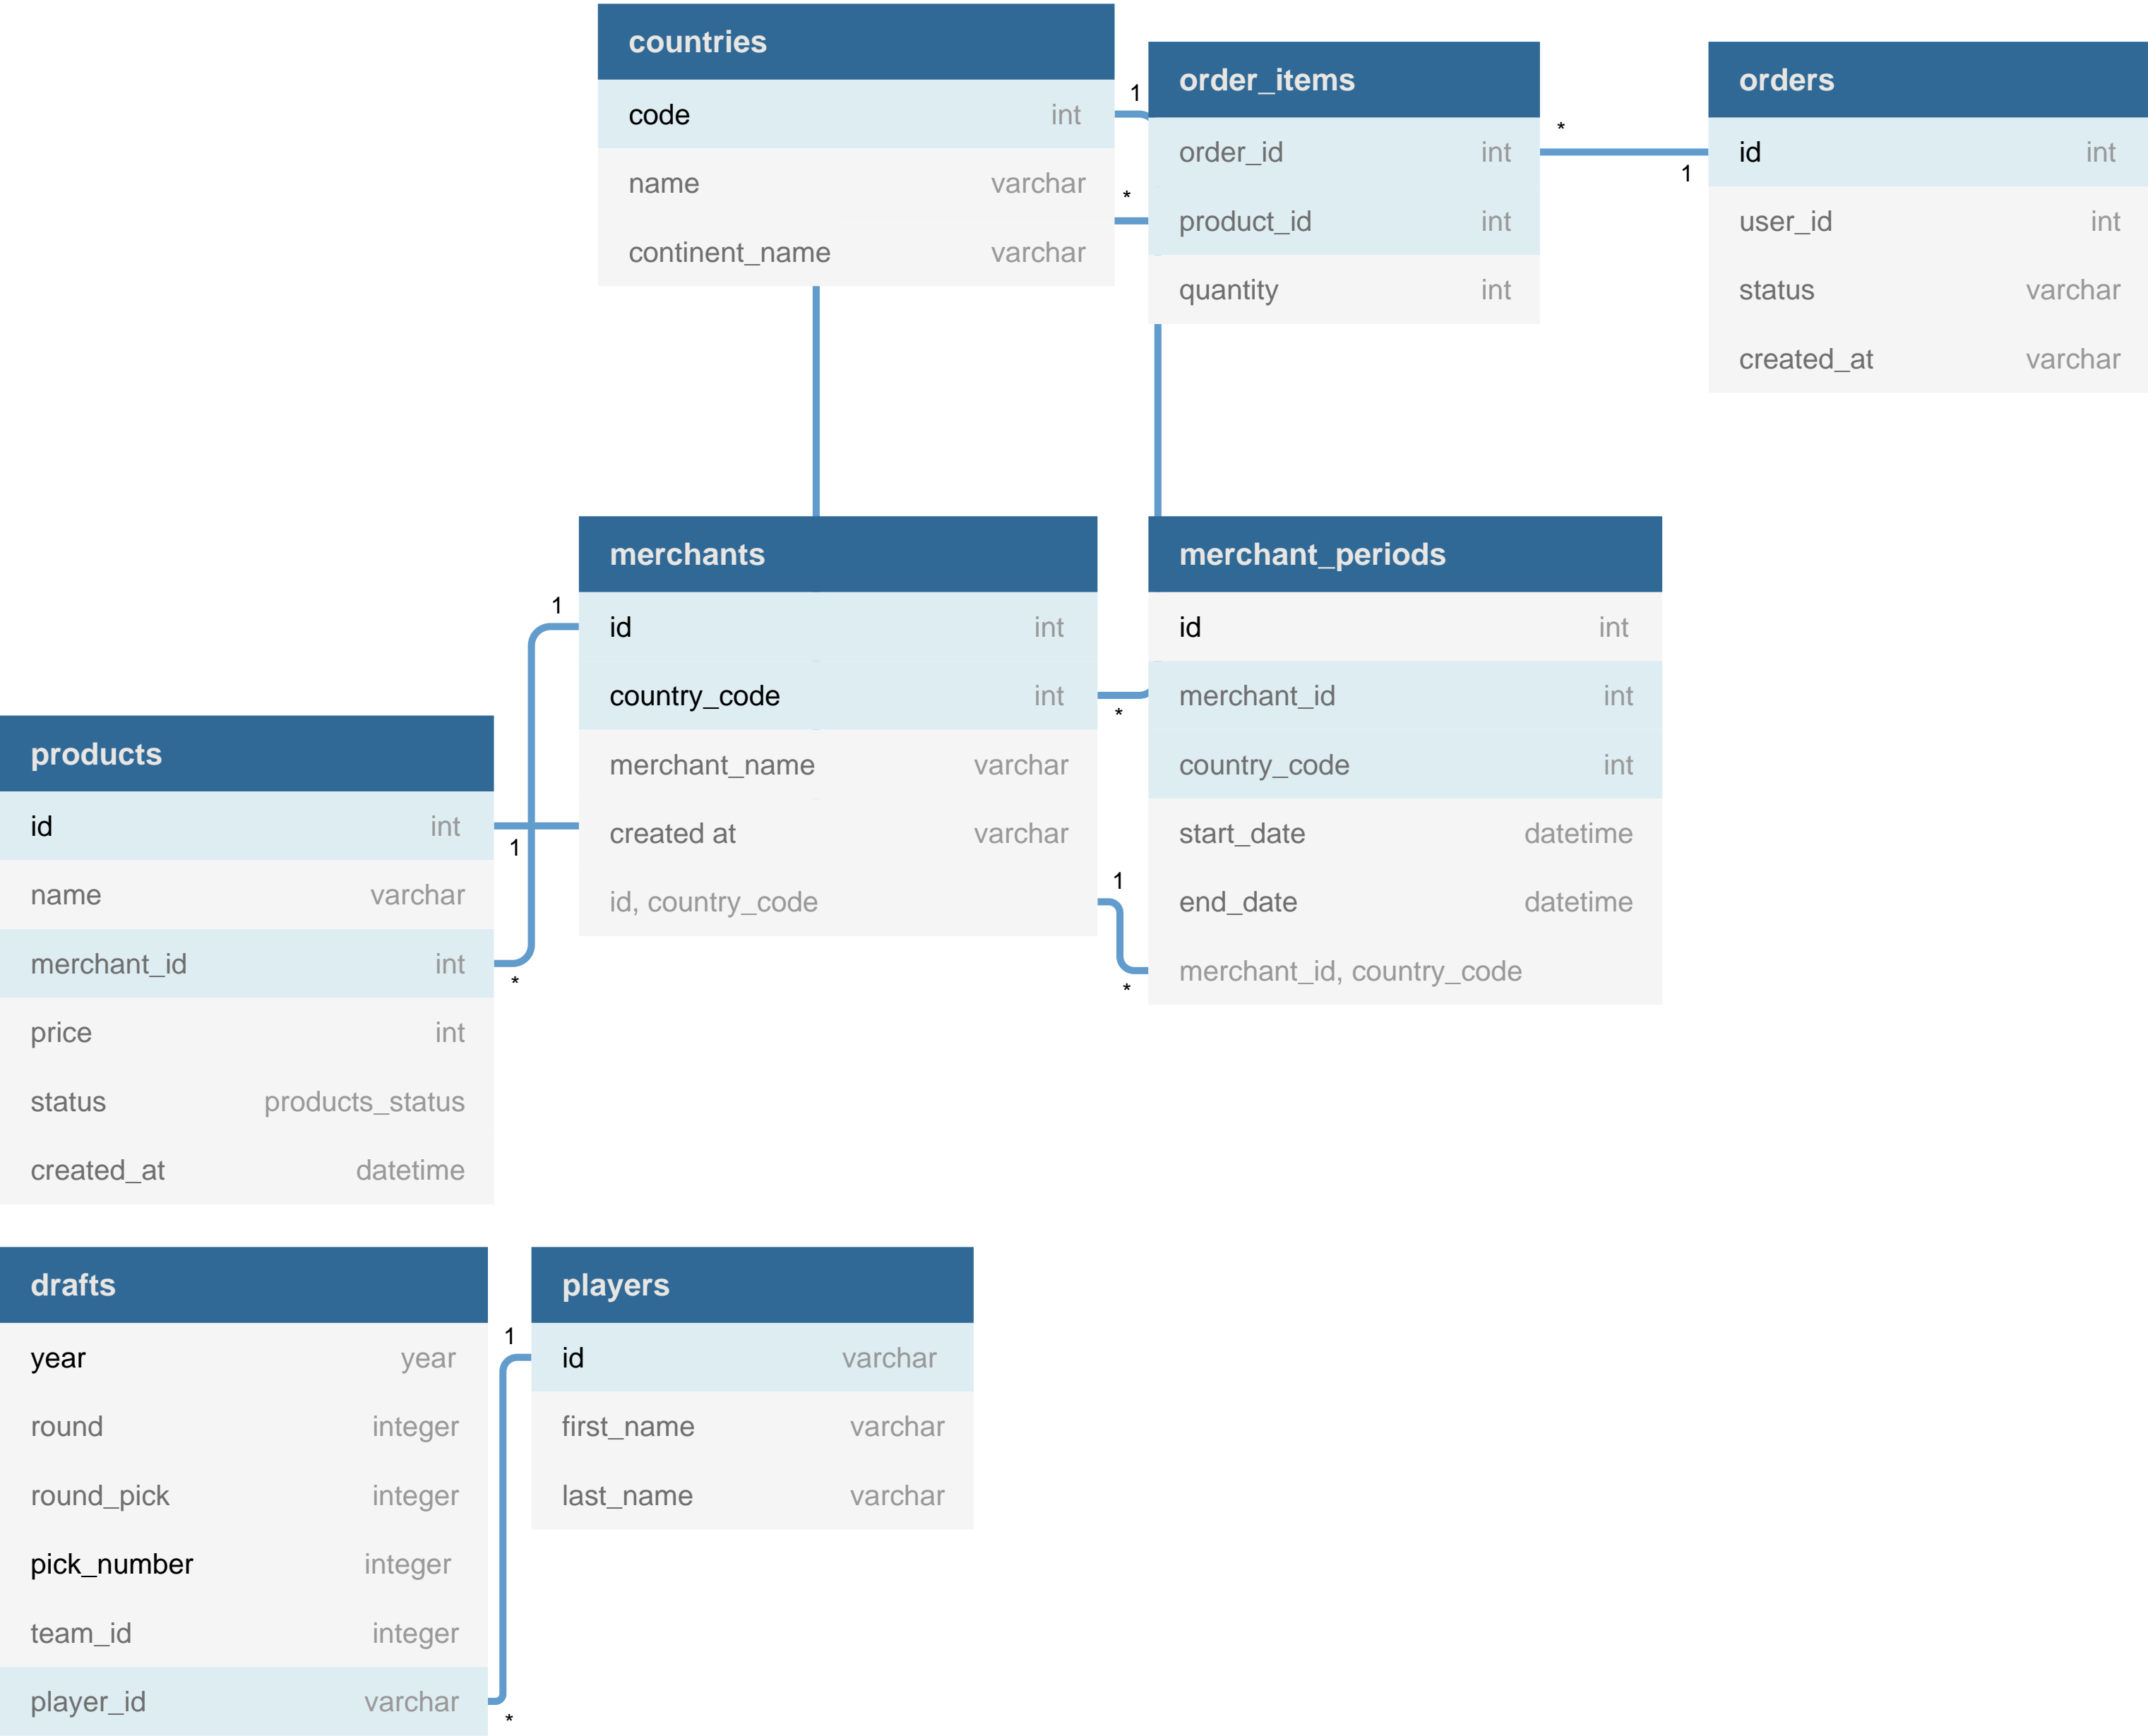 countries
code int
name varchar
continent_name varchar
1
*
order_items
order_id int
product_id int
quantity int
*
1
orders
id int
user_id int
status varchar
created_at varchar
merchants
id int
country_code int
merchant_name varchar
created at varchar
id, country_code
1
*
1
*
merchant_periods
id int
merchant_id int
country_code int
start_date datetime
end_date datetime
merchant_id, country_code
products
id int
name varchar
merchant_id int
price int
status products_status
created_at datetime
1
*
drafts
year year
round integer
round_pick integer
pick_number integer
team_id integer
player_id varchar
1
*
players
id varchar
first_name varchar
last_name varchar